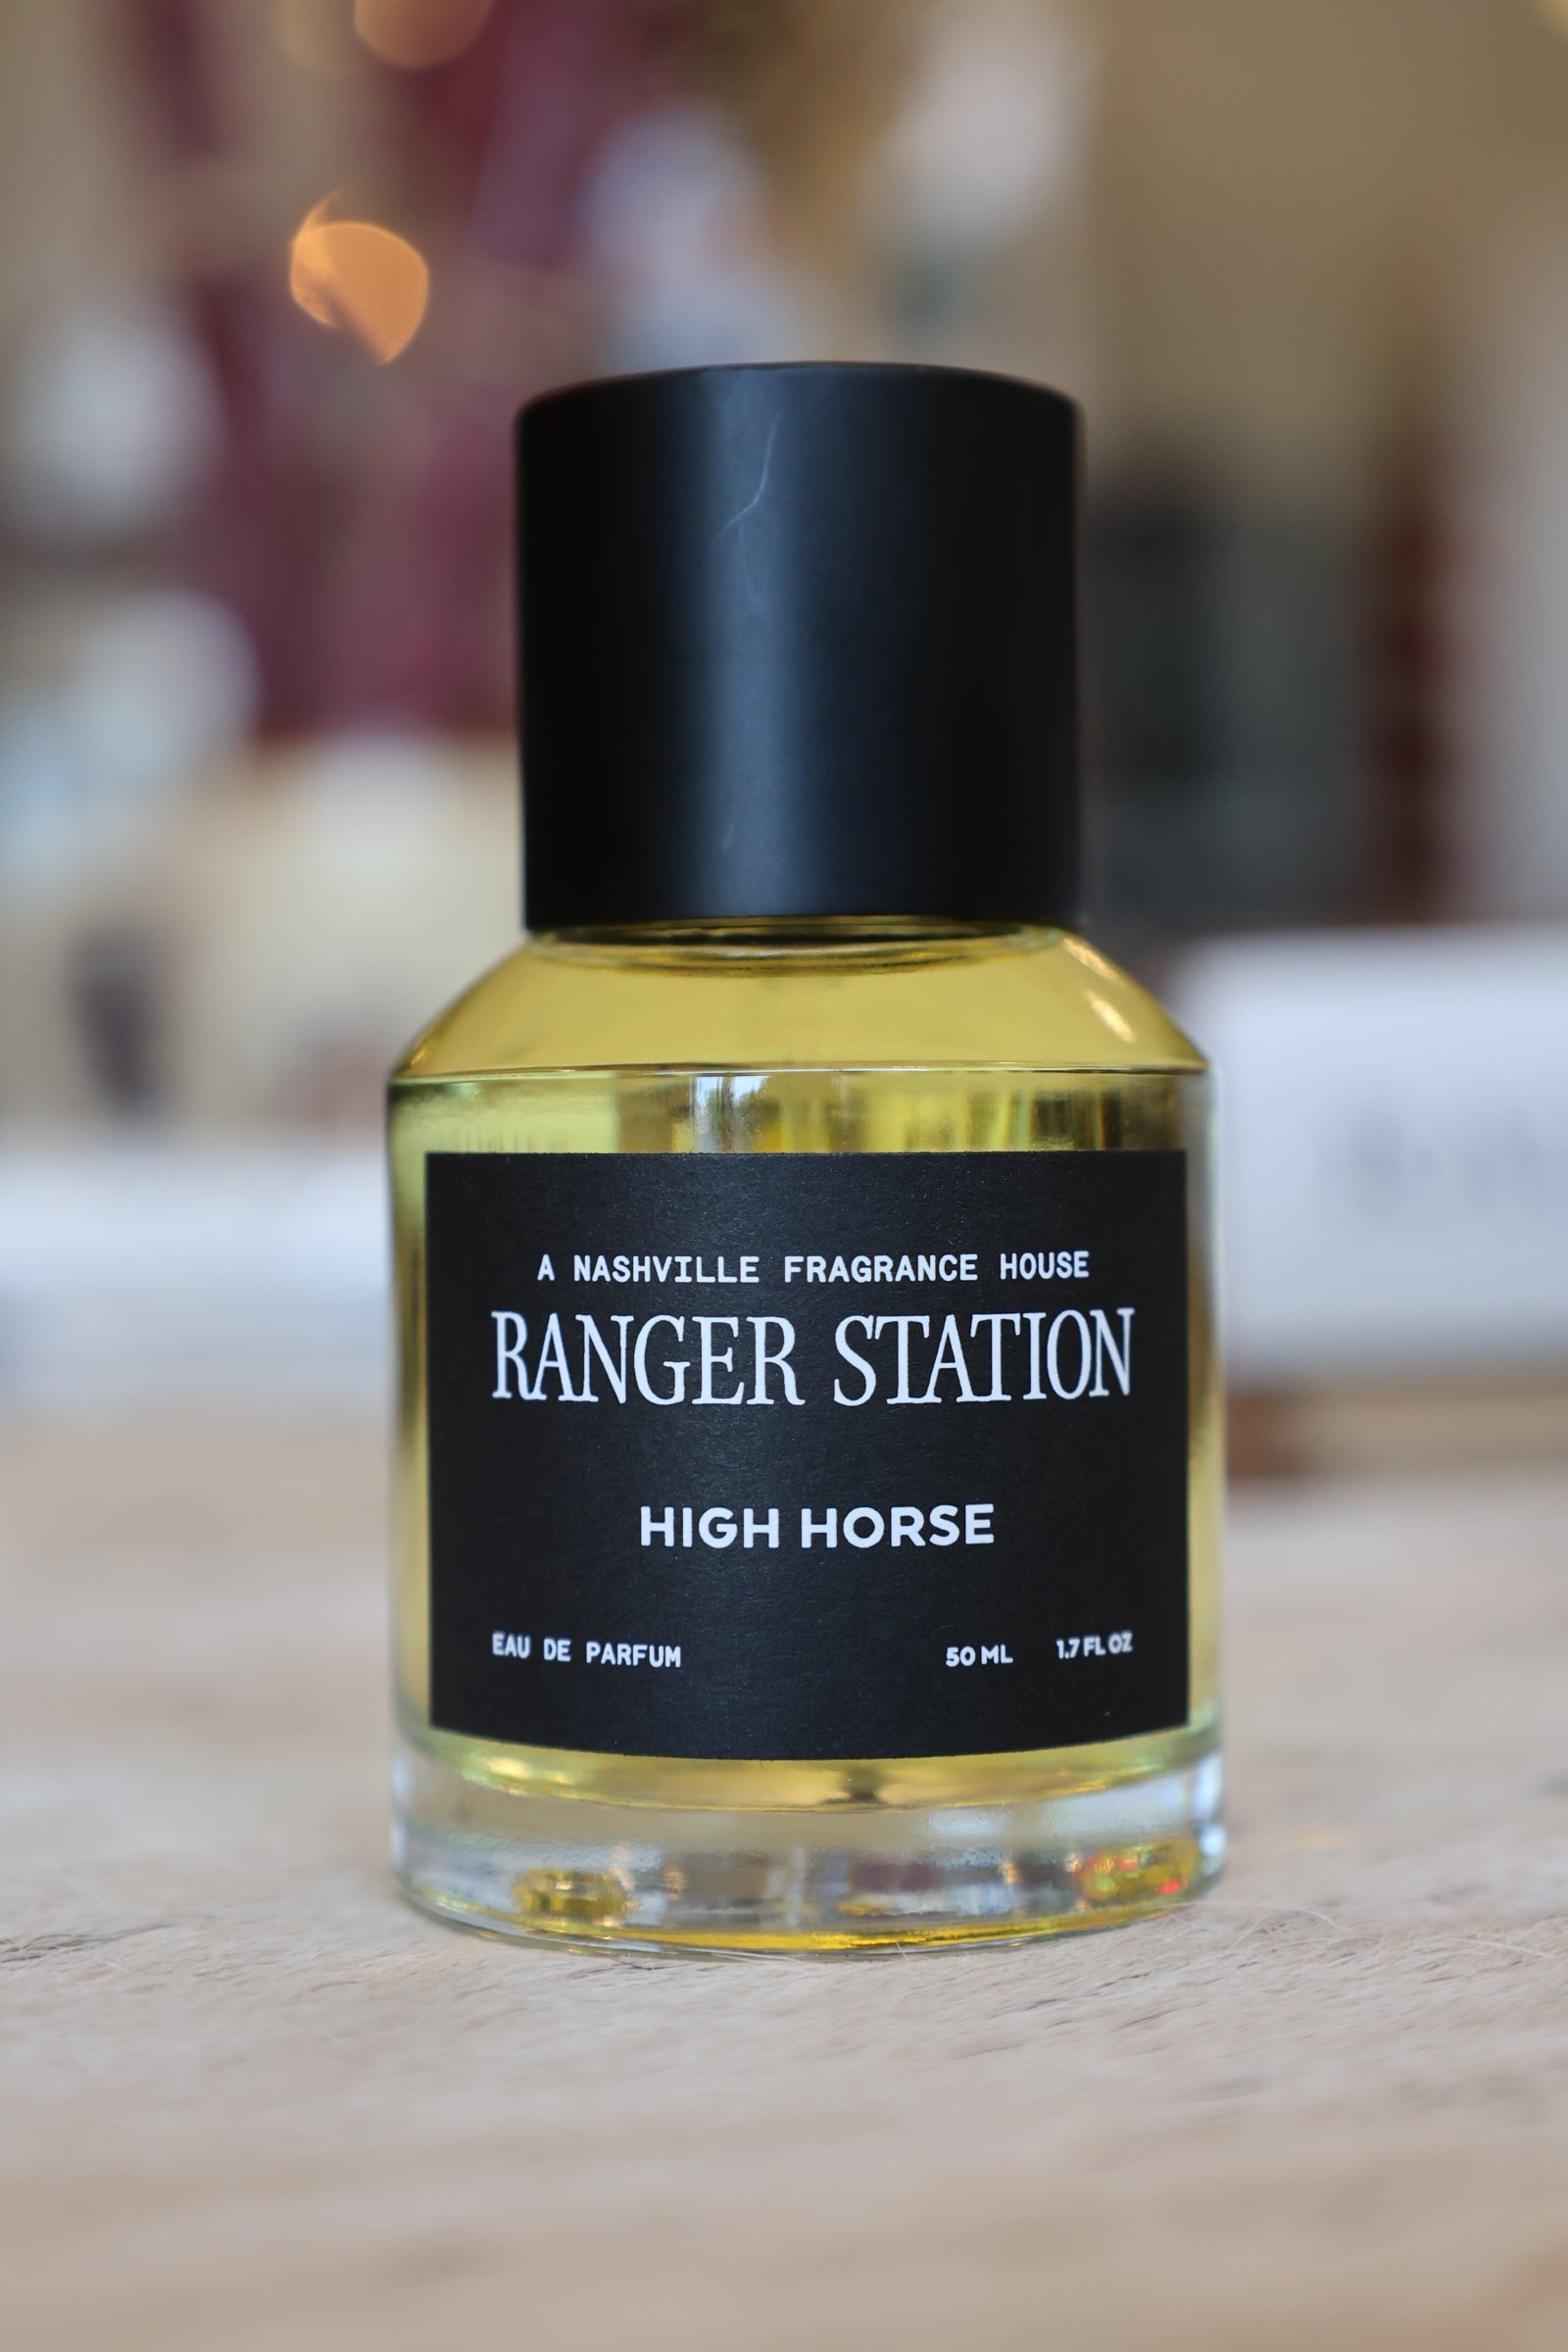 A NASHVILLE FRAGRANCE HOUSE
RANGER STATION
HIGH HORSE
EAU DE PARFUM 50 ML 1.7 FL OZ